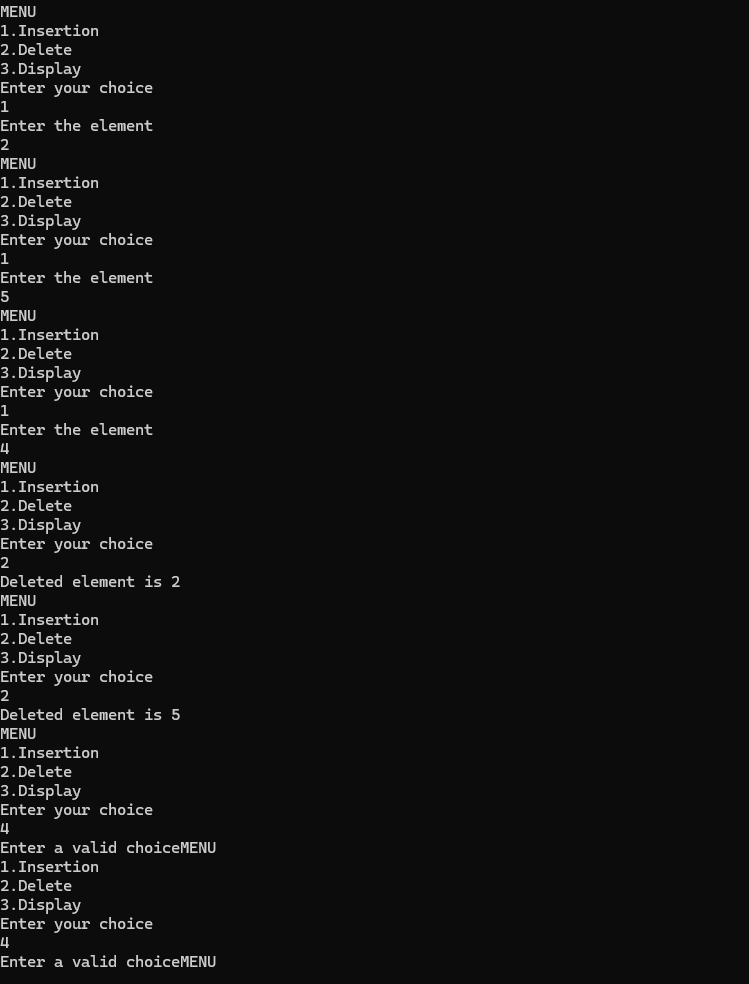 MENU
1.Insertion
2.Delete
3.Display
Enter your choice
1
Enter the element
2
MENU
1.Insertion
2.Delete
3.Display
Enter your choice
1
Enter the element
5
MENU
1.Insertion
2.Delete
3.Display
Enter your choice
1
Enter the element
4
MENU
1.Insertion
2.Delete
3.Display
Enter your choice
2
Deleted element is 2
MENU
1.Insertion
2.Delete
3.Display
Enter your choice
2
Deleted element is 5
MENU
1.Insertion
2.Delete
3.Display
Enter your choice
4
Enter a valid choiceMENU
1.Insertion
2.Delete
3.Display
Enter your choice
4
Enter a valid choiceMENU